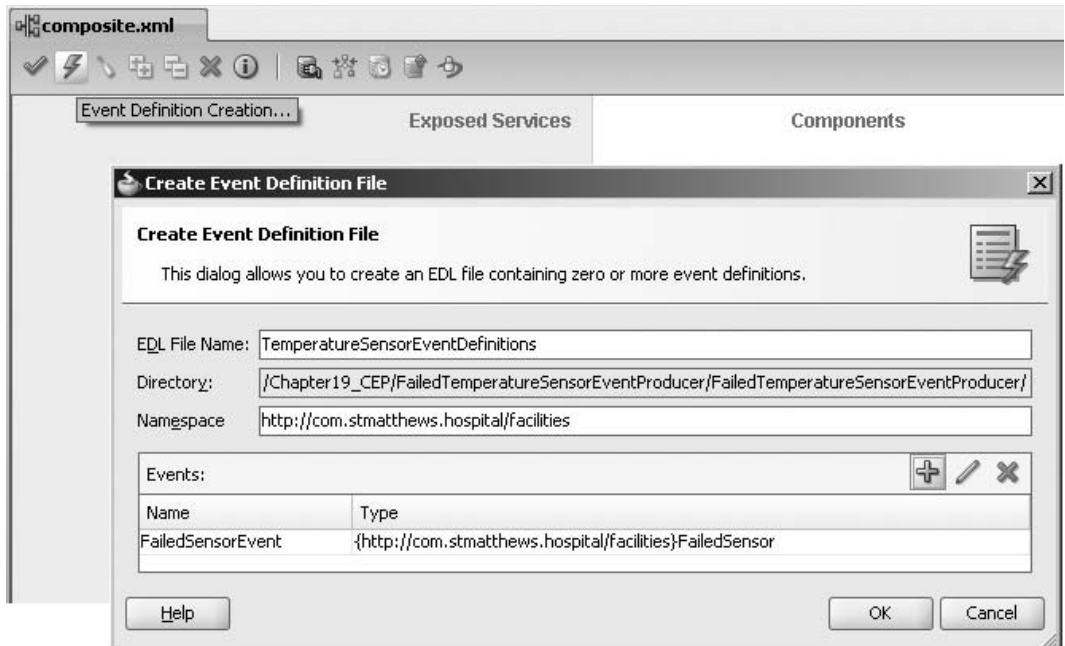 composite.xml
Event Definition Creation...
Exposed Services
Components
Create Event Definition File
Create Event Definition File
This dialog allows you to create an EDL file containing zero or more event definitions.
EDL File Name: TemperatureSensorEventDefinitions
Directory: /Chapter19_CEP/FailedTemperatureSensorEventProducer/FailedTemperatureSensorEventProducer/
Namespace http://com.stmatthews.hospital/facilities
Events:
Name Type
FailedSensorEvent {http://com.stmatthews.hospital/facilities}FailedSensor
Help OK Cancel